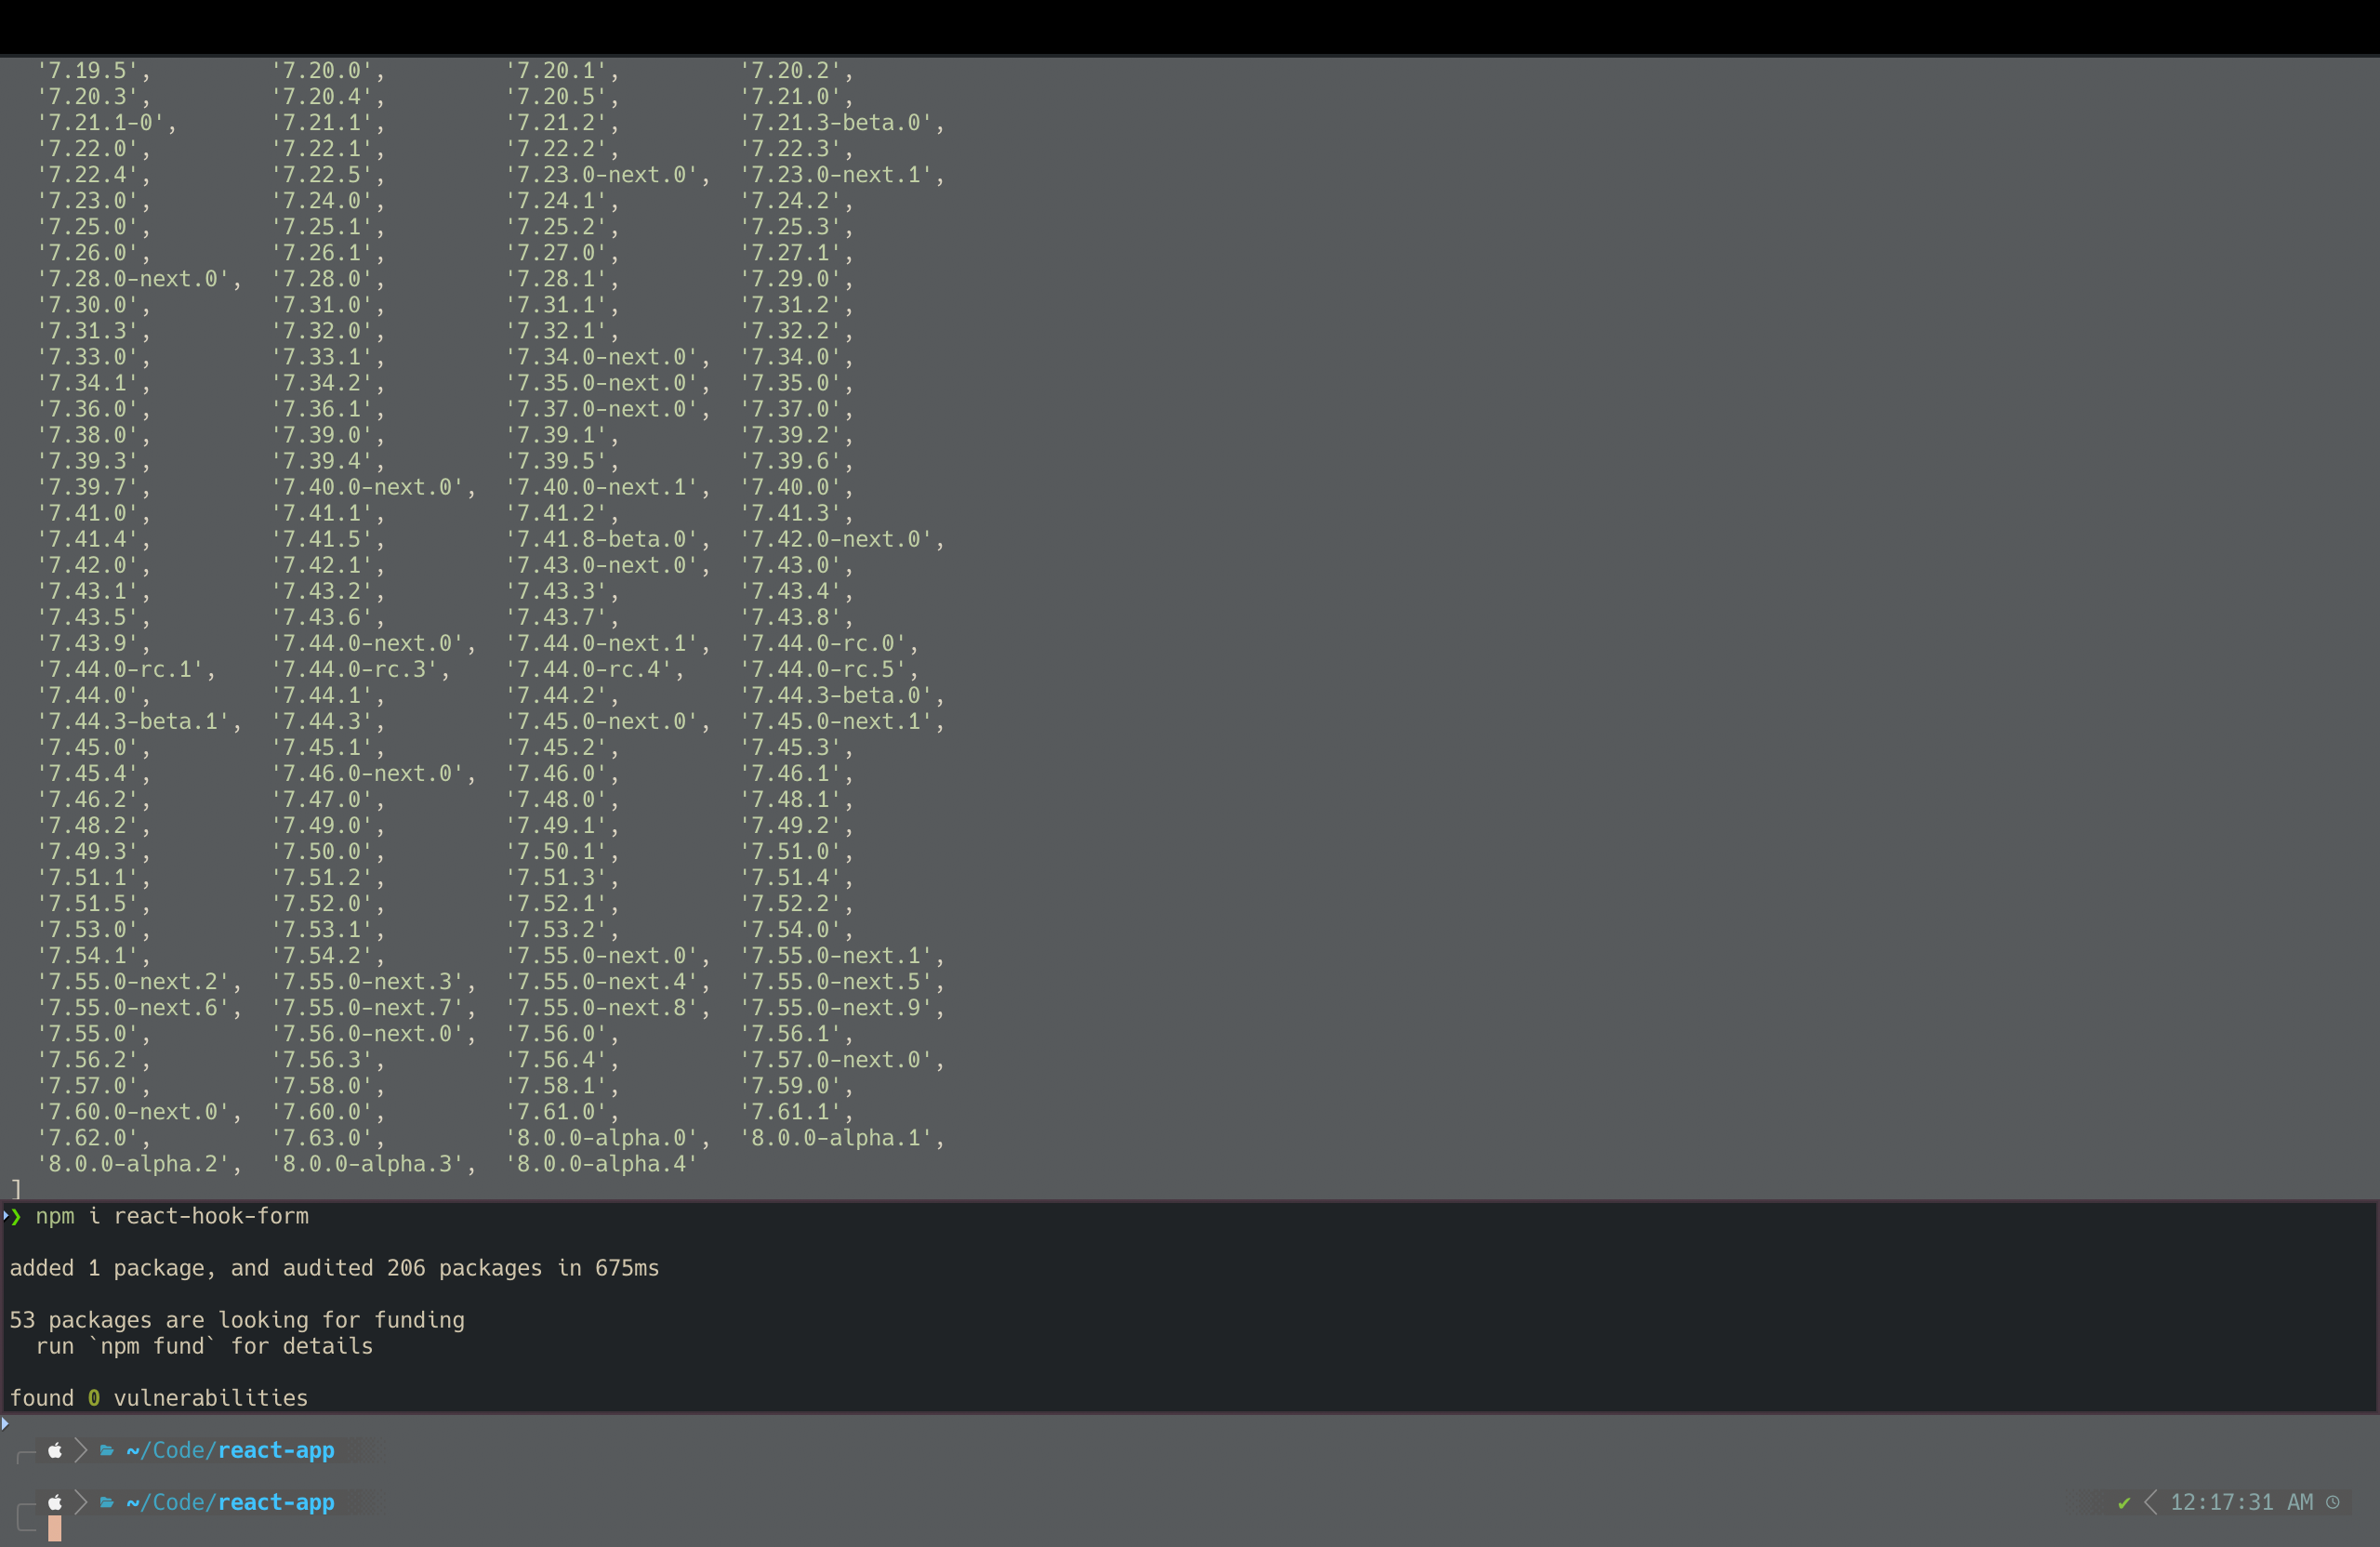 '7.19.5', '7.20.0', '7.20.1', '7.20.2',
'7.20.3', '7.20.4', '7.20.5', '7.21.0',
'7.21.1-0', '7.21.1', '7.21.2', '7.21.3-beta.0',
'7.22.0', '7.22.1', '7.22.2', '7.22.3',
'7.22.4', '7.22.5', '7.23.0-next.0', '7.23.0-next.1',
'7.23.0', '7.24.0', '7.24.1', '7.24.2',
'7.25.0', '7.25.1', '7.25.2', '7.25.3',
'7.26.0', '7.26.1', '7.27.0', '7.27.1',
'7.28.0-next.0', '7.28.0', '7.28.1', '7.29.0',
'7.30.0', '7.31.0', '7.31.1', '7.31.2',
'7.31.3', '7.32.0', '7.32.1', '7.32.2',
'7.33.0', '7.33.1', '7.34.0-next.0', '7.34.0',
'7.34.1', '7.34.2', '7.35.0-next.0', '7.35.0',
'7.36.0', '7.36.1', '7.37.0-next.0', '7.37.0',
'7.38.0', '7.39.0', '7.39.1', '7.39.2',
'7.39.3', '7.39.4', '7.39.5', '7.39.6',
'7.39.7', '7.40.0-next.0', '7.40.0-next.1', '7.40.0',
'7.41.0', '7.41.1', '7.41.2', '7.41.3',
'7.41.4', '7.41.5', '7.41.8-beta.0', '7.42.0-next.0',
'7.42.0', '7.42.1', '7.43.0-next.0', '7.43.0',
'7.43.1', '7.43.2', '7.43.3', '7.43.4',
'7.43.5', '7.43.6', '7.43.7', '7.43.8',
'7.43.9', '7.44.0-next.0', '7.44.0-next.1', '7.44.0-rc.0',
'7.44.0-rc.1', '7.44.0-rc.3', '7.44.0-rc.4', '7.44.0-rc.5',
'7.44.0', '7.44.1', '7.44.2', '7.44.3-beta.0',
'7.44.3-beta.1', '7.44.3', '7.45.0-next.0', '7.45.0-next.1',
'7.45.0', '7.45.1', '7.45.2', '7.45.3',
'7.45.4', '7.46.0-next.0', '7.46.0', '7.46.1',
'7.46.2', '7.47.0', '7.48.0', '7.48.1',
'7.48.2', '7.49.0', '7.49.1', '7.49.2',
'7.49.3', '7.50.0', '7.50.1', '7.51.0',
'7.51.1', '7.51.2', '7.51.3', '7.51.4',
'7.51.5', '7.52.0', '7.52.1', '7.52.2',
'7.53.0', '7.53.1', '7.53.2', '7.54.0',
'7.54.1', '7.54.2', '7.55.0-next.0', '7.55.0-next.1',
'7.55.0-next.2', '7.55.0-next.3', '7.55.0-next.4', '7.55.0-next.5',
'7.55.0-next.6', '7.55.0-next.7', '7.55.0-next.8', '7.55.0-next.9',
'7.55.0', '7.56.0-next.0', '7.56.0', '7.56.1',
'7.56.2', '7.56.3', '7.56.4', '7.57.0-next.0',
'7.57.0', '7.58.0', '7.58.1', '7.59.0',
'7.60.0-next.0', '7.60.0', '7.61.0', '7.61.1',
'7.62.0', '7.63.0', '8.0.0-alpha.0', '8.0.0-alpha.1',
'8.0.0-alpha.2', '8.0.0-alpha.3', '8.0.0-alpha.4'
]
❯ npm i react-hook-form
added 1 package, and audited 206 packages in 675ms
53 packages are looking for funding
run `npm fund` for details
found 0 vulnerabilities
~/Code/react-app
~/Code/react-app ✔ 12:17:31 AM